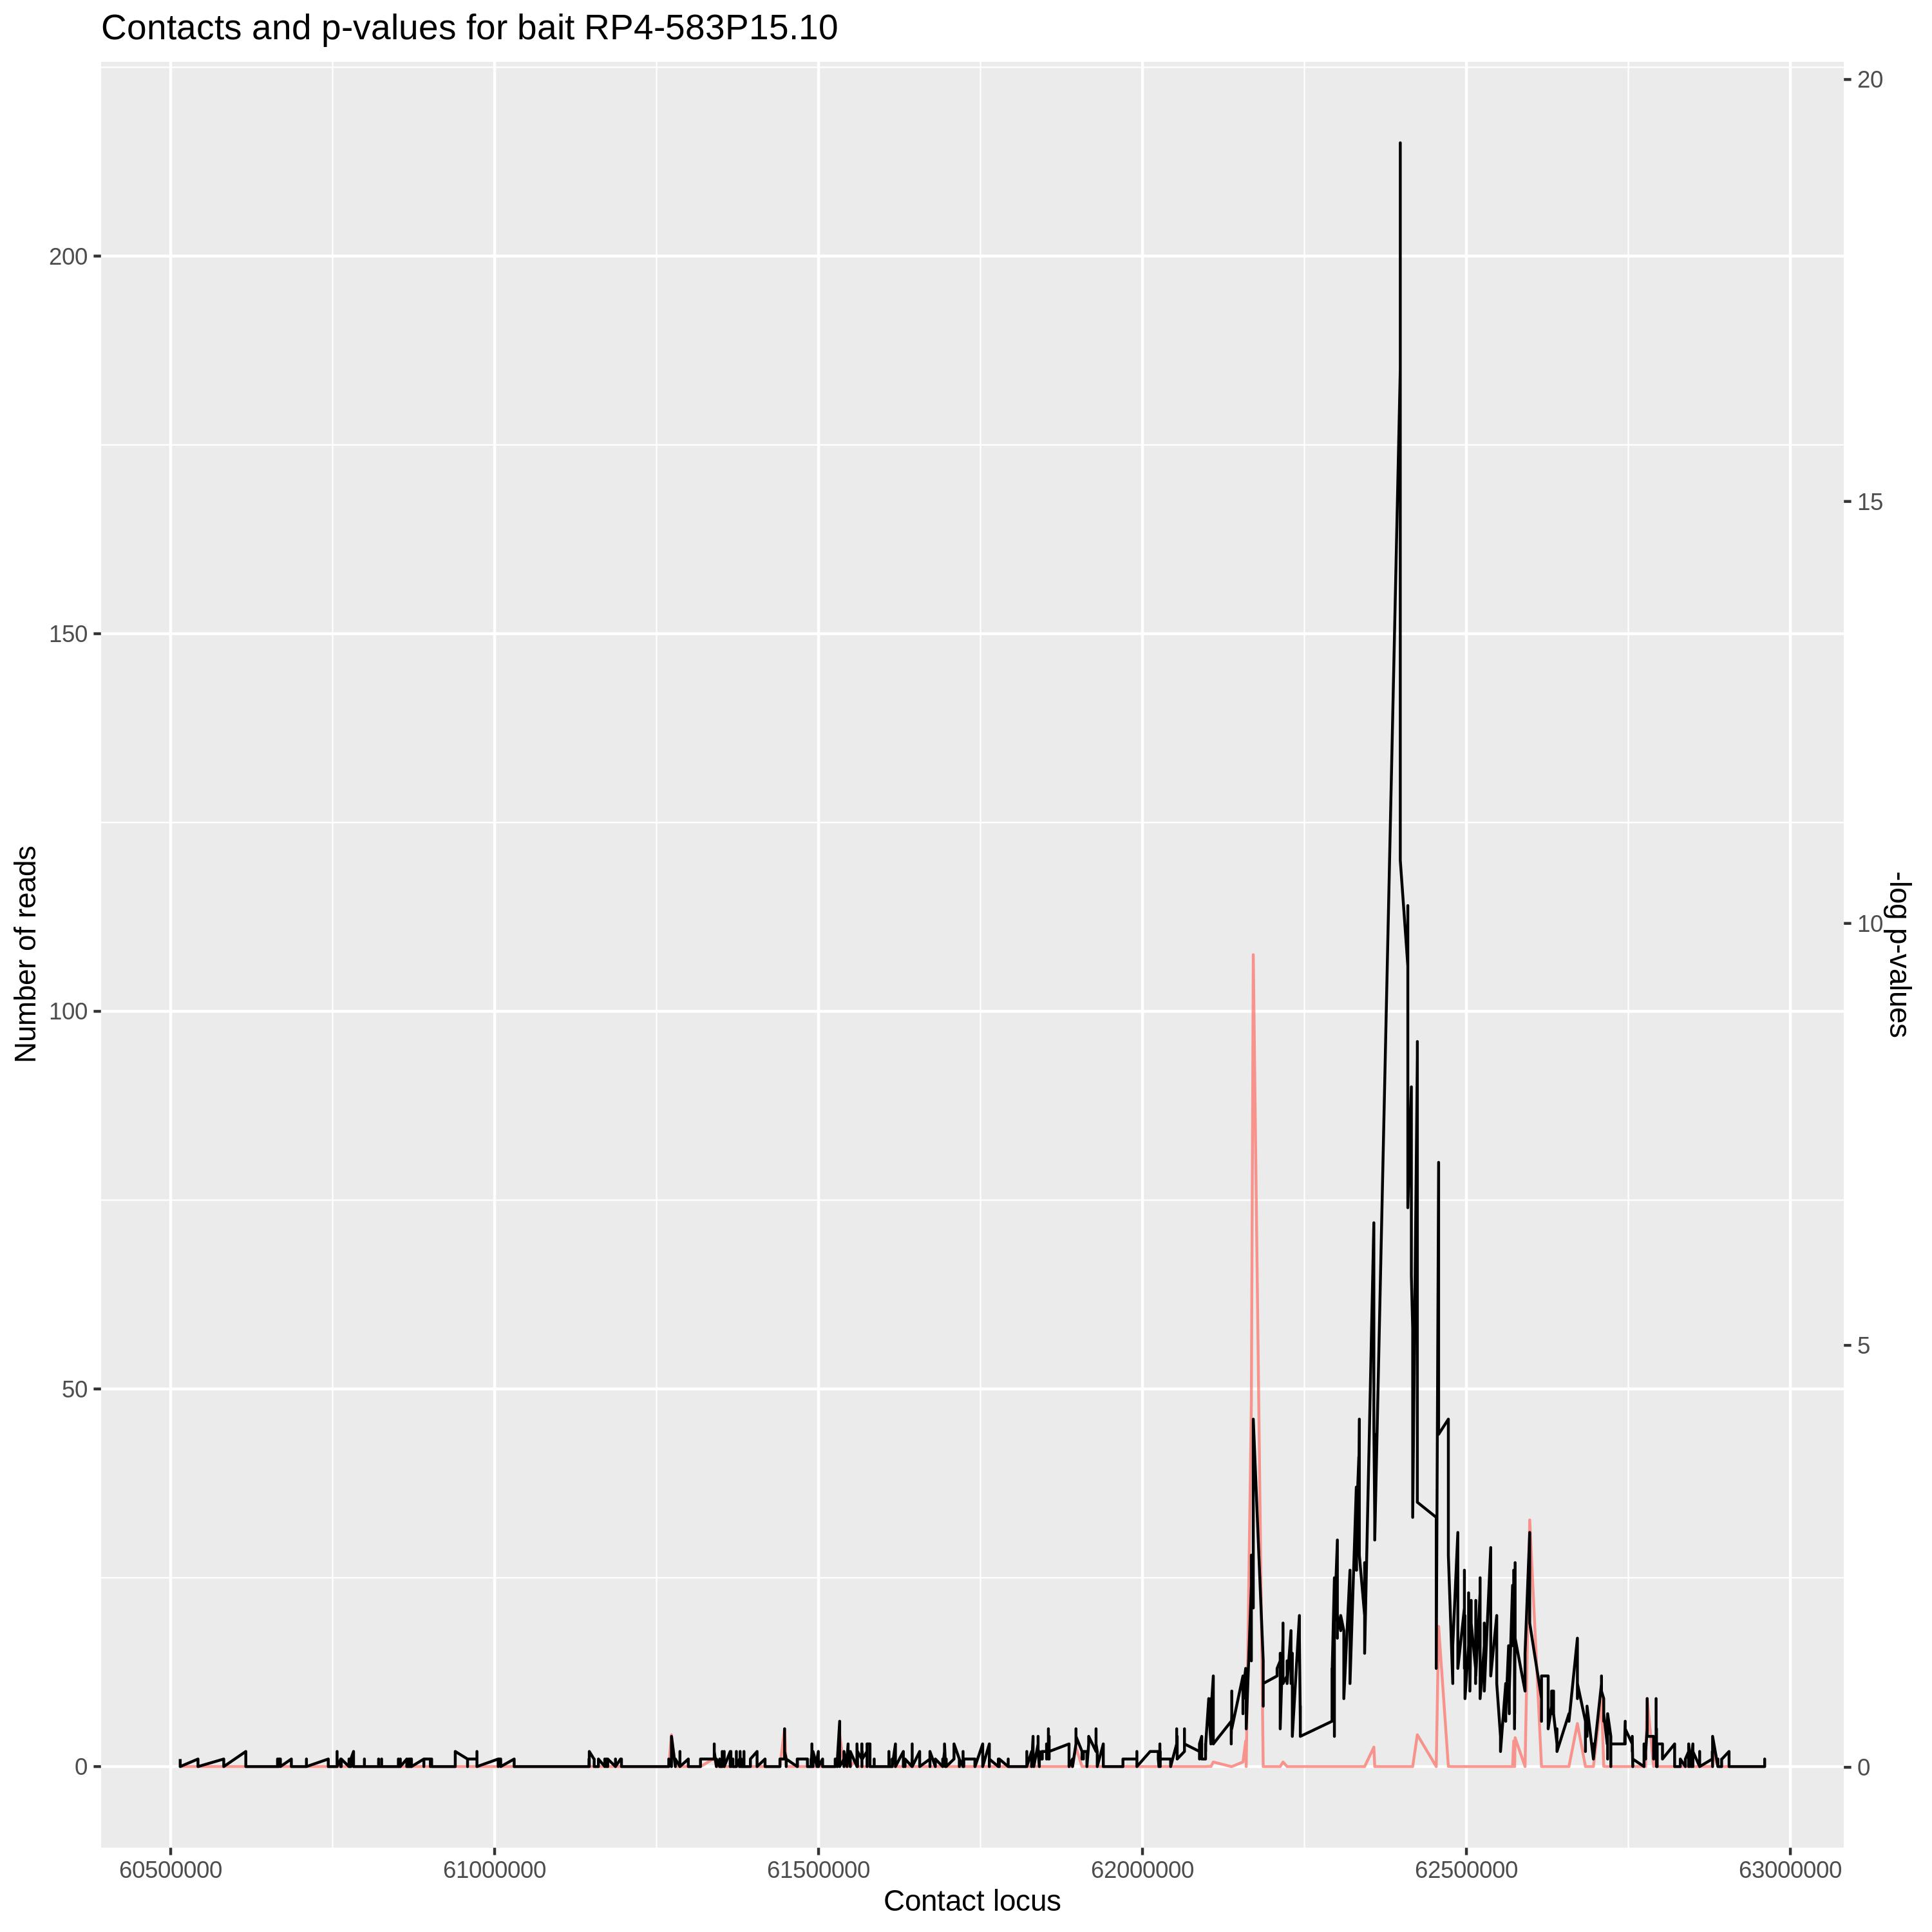 Contacts and p-values for bait RP4-583P15.10
20
200
15
150
Number of reads
10
-log p-values
100
5
50
0
0
60500000 61000000 61500000 62000000 62500000 63000000
Contact locus